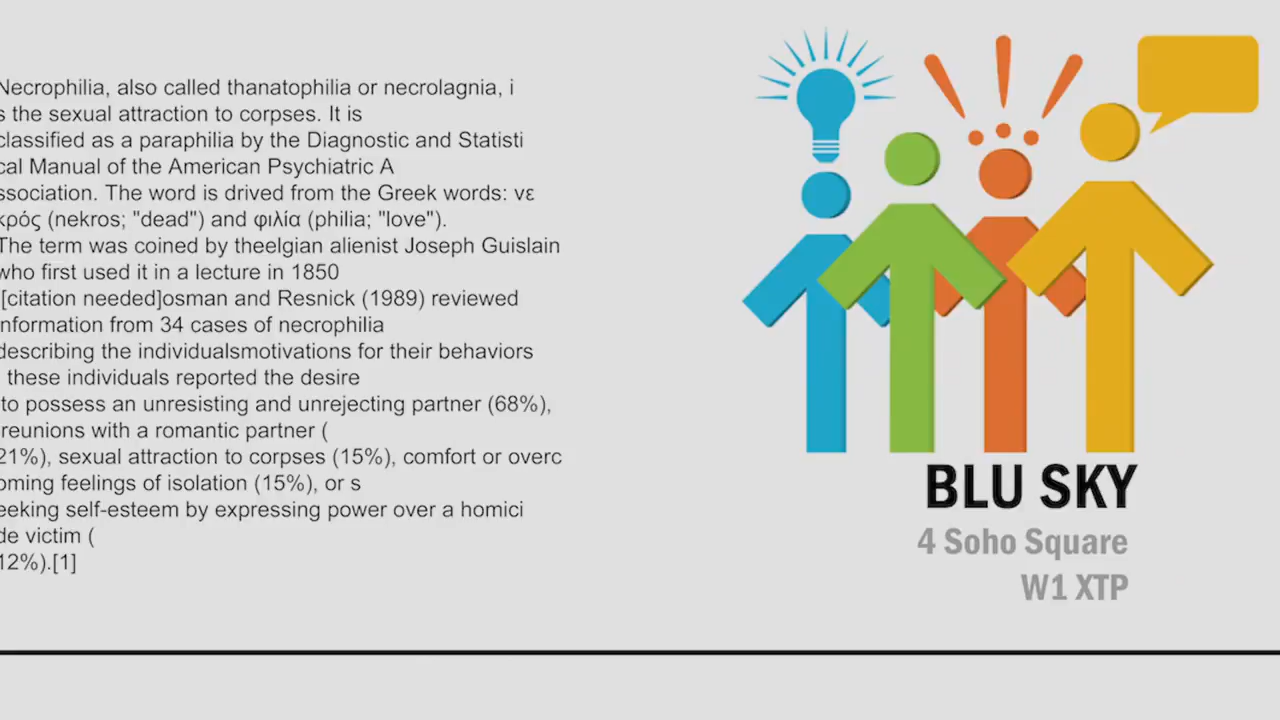 Necrophilia, also called thanatophilia or necrolagnia, i
s the sexual attraction to corpses. It is
classified as a paraphilia by the Diagnostic and Statisti
cal Manual of the American Psychiatric A
ssociation. The word is drived from the Greek words: νε
κρός (nekros; "dead") and φιλία (philia; "love").
The term was coined by theelgian alienist Joseph Guislain
who first used it in a lecture in 1850
[citation needed]osman and Resnick (1989) reviewed
nformation from 34 cases of necrophilia
describing the individualsmotivations for their behaviors
these individuals reported the desire
to possess an unresisting and unrejecting partner (68%),
reunions with a romantic partner (
21%), sexual attraction to corpses (15%), comfort or overc
oming feelings of isolation (15%), or s
eeking self-esteem by expressing power over a homici
de victim (
12%).[1]
BLU SKY
4 Soho Square
W1 XTP